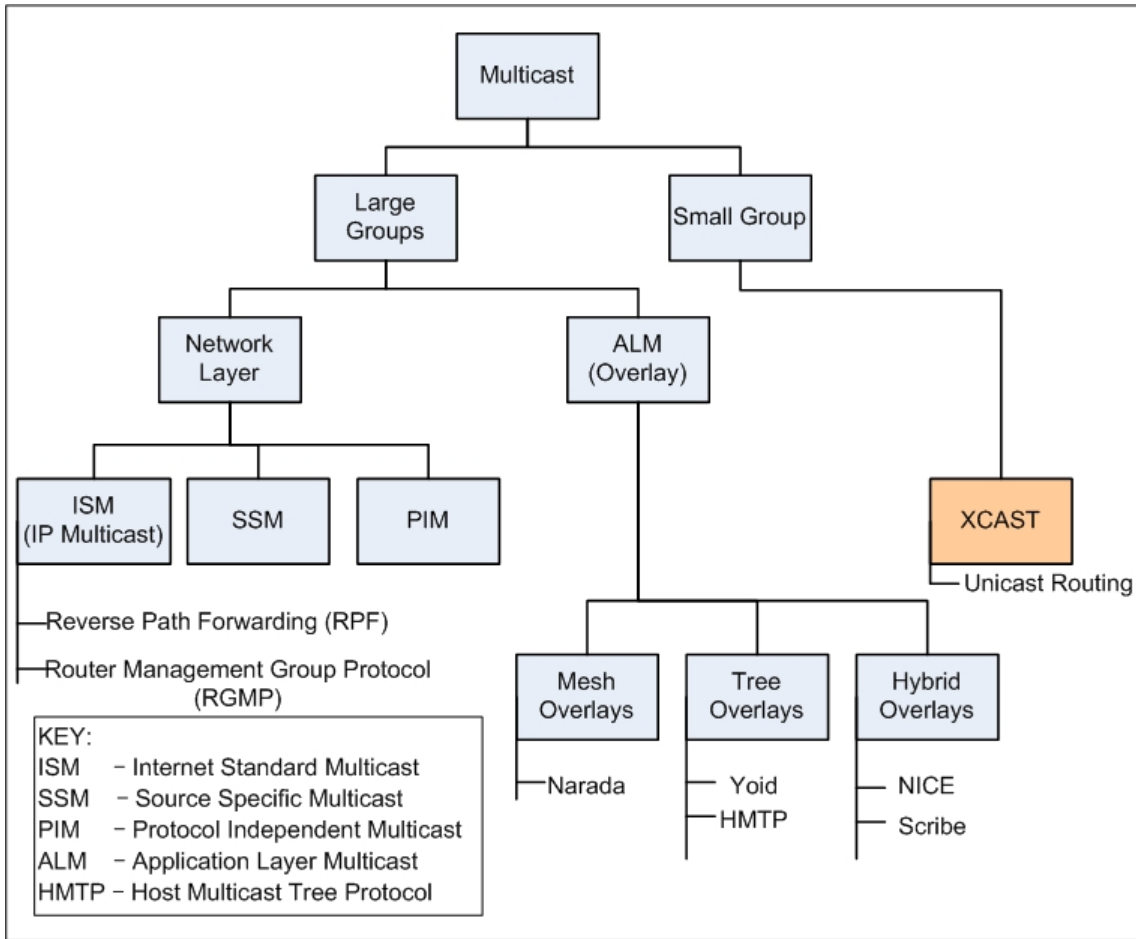 Multicast
Large
Groups
Small Group
Network
Layer
ALM
(Overlay)
ISM
(IP Multicast)
SSM
PIM
XCAST
Unicast Routing
Reverse Path Forwarding (RPF)
Router Management Group Protocol
(RGMP)
Mesh
Overlays
Tree
Overlays
Hybrid
Overlays
Narada
Yoid
HMTP
NICE
Scribe
KEY:
ISM – Internet Standard Multicast
SSM – Source Specific Multicast
PIM – Protocol Independent Multicast
ALM – Application Layer Multicast
HMTP – Host Multicast Tree Protocol